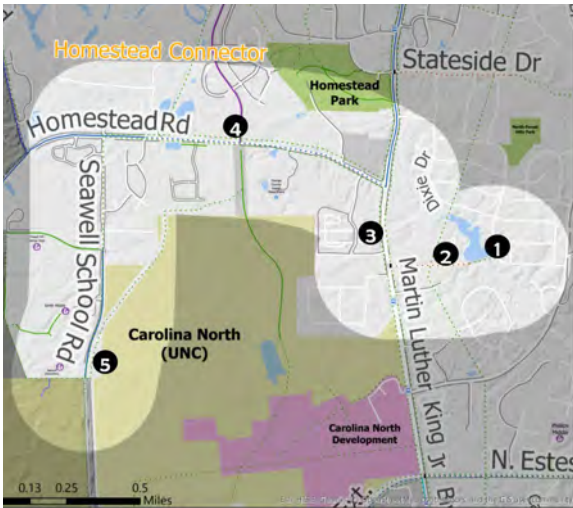 Homestead Connector
Stateside Dr
Homestead
Park
Homestead Rd
4
Dixie Dr.
Seawell School Rd
3
2
1
Martin Luther King Jr
Carolina North
(UNC)
5
Carolina North
Development
N. Estes
0.13 0.25 0.5
Miles